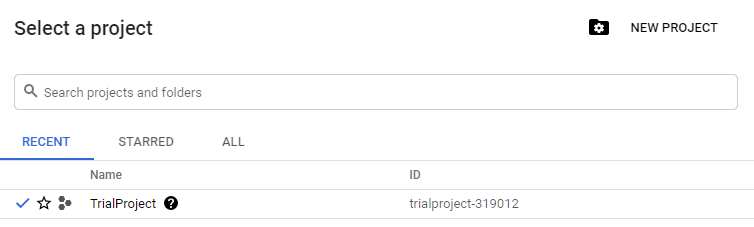 Select a project
NEW PROJECT
Search projects and folders
RECENT STARRED ALL
Name ID
TrialProject trialproject-319012